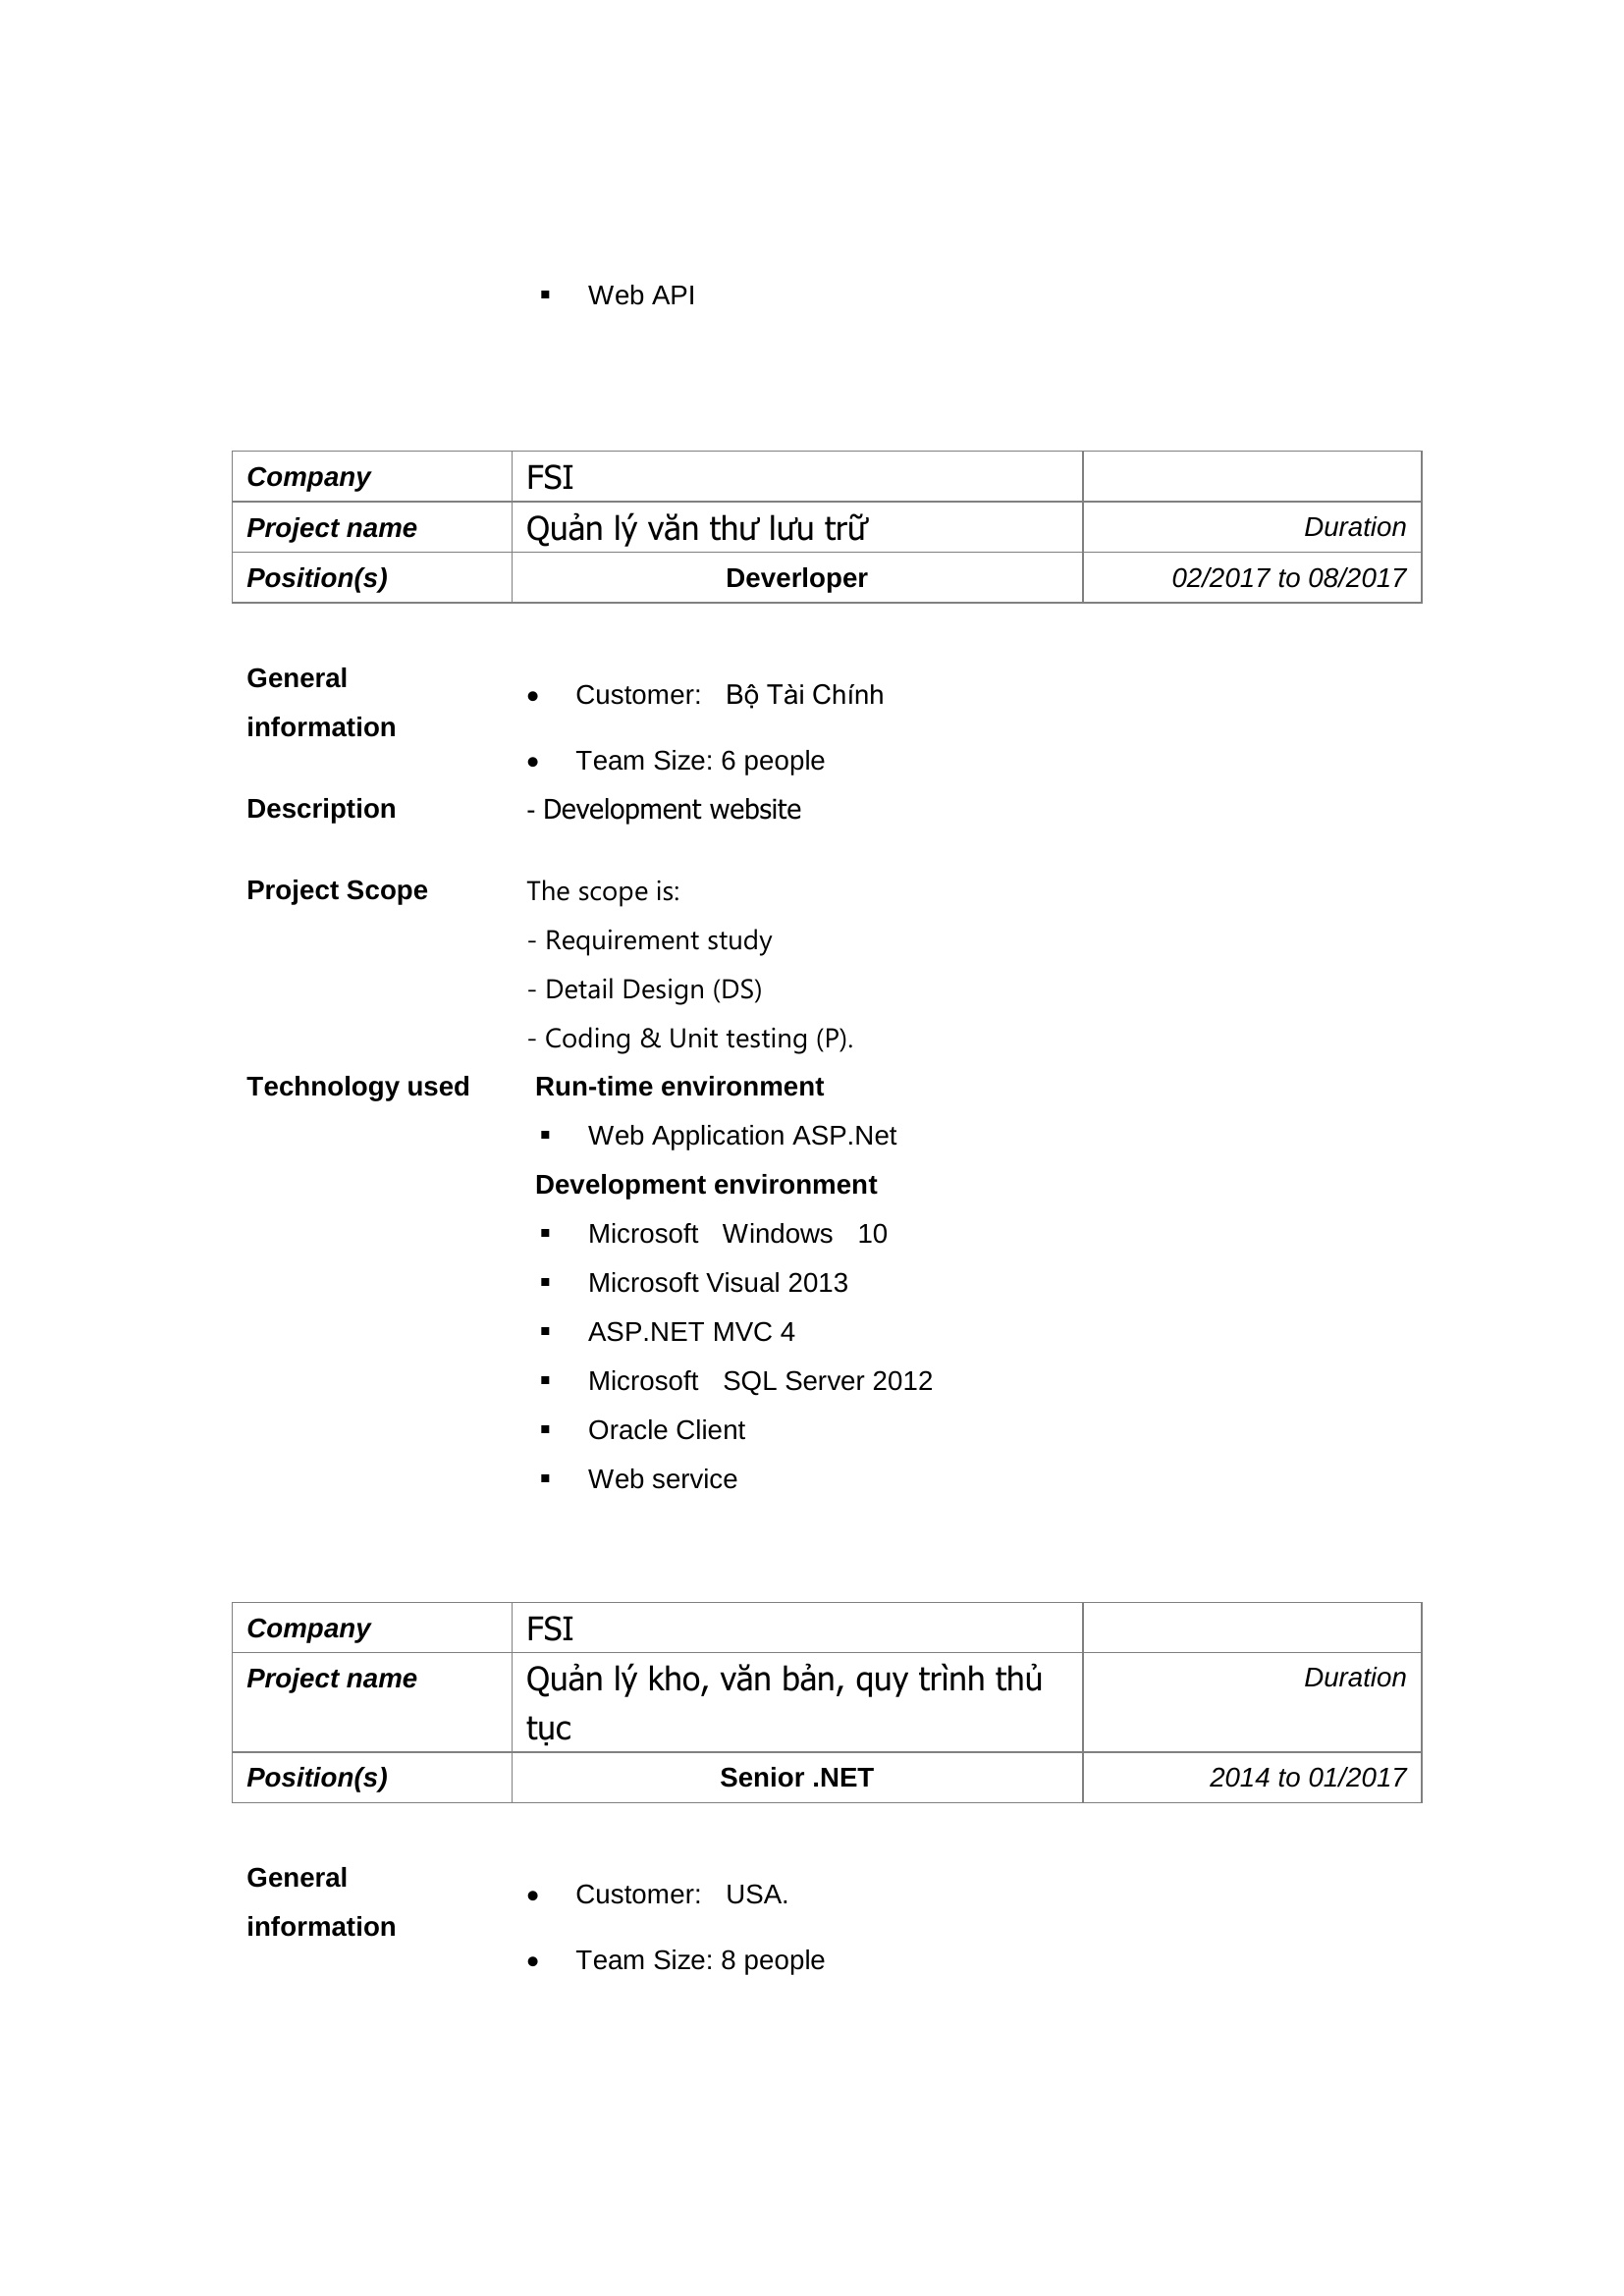 ▪ Web API
Company FSI
Project name Quản lý văn thư lưu trữ Duration
Position(s) Deverloper 02/2017 to 08/2017
General
information
• Customer: Bộ Tài Chính
• Team Size: 6 people
Description - Development website
Project Scope The scope is:
- Requirement study
- Detail Design (DS)
- Coding & Unit testing (P).
Technology used Run-time environment
▪ Web Application ASP.Net
Development environment
▪ Microsoft Windows 10
▪ Microsoft Visual 2013
▪ ASP.NET MVC 4
▪ Microsoft SQL Server 2012
▪ Oracle Client
▪ Web service
Company FSI
Project name Quản lý kho, văn bản, quy trình thủ Duration
tục
Position(s) Senior .NET 2014 to 01/2017
General
information
• Customer: USA.
• Team Size: 8 people